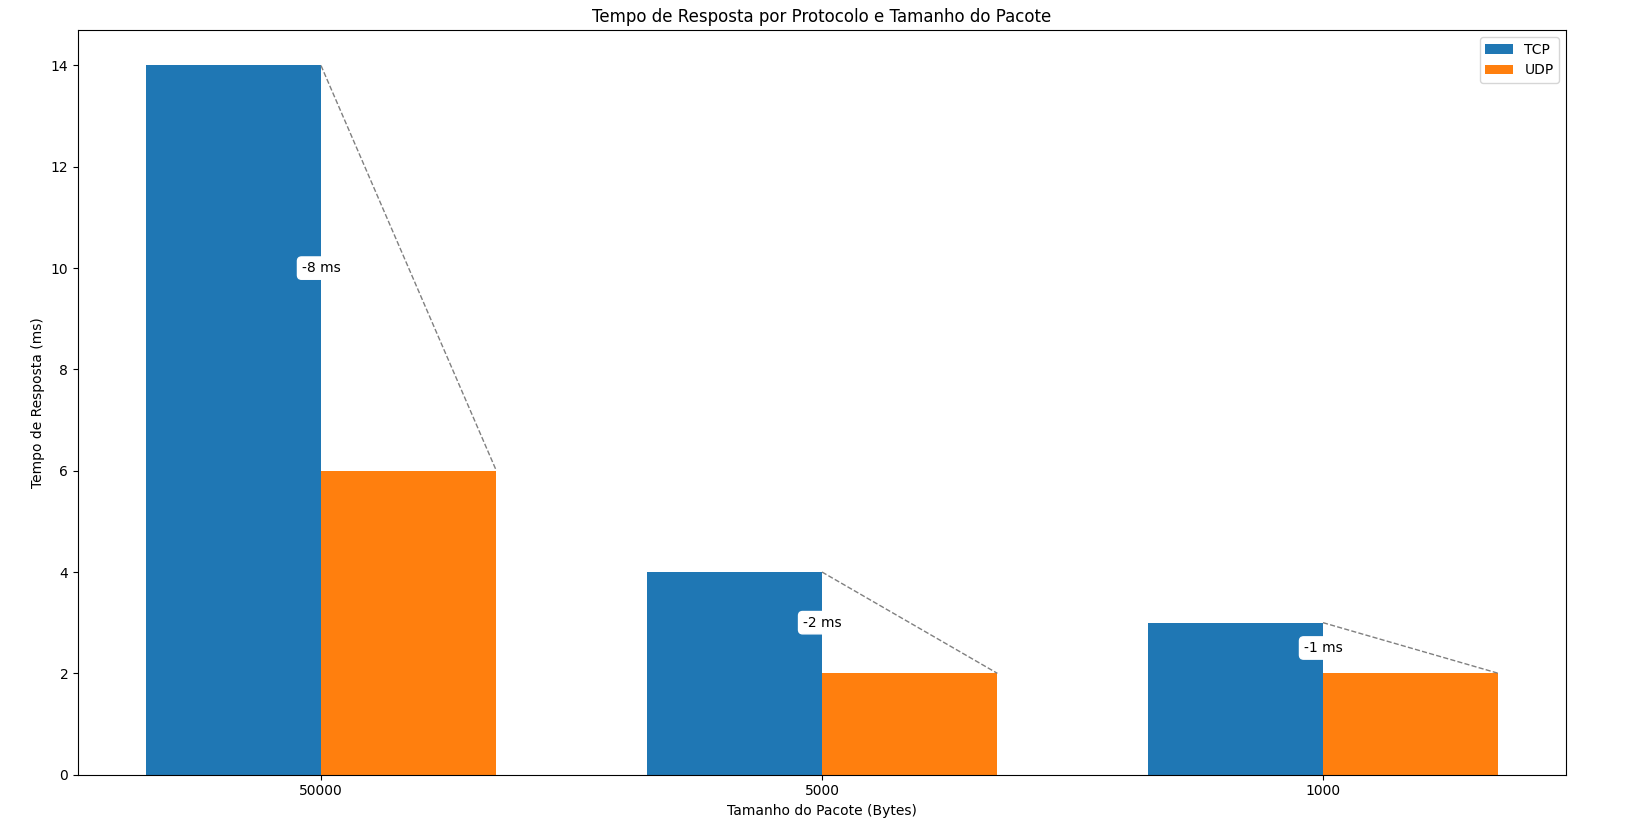 Tempo de Resposta por Protocolo e Tamanho do Pacote
TCP
UDP
14
12
10
8
6
4
2
0
Tempo de Resposta (ms)
-8 ms
-2 ms
-1 ms
50000
5000
1000
Tamanho do Pacote (Bytes)